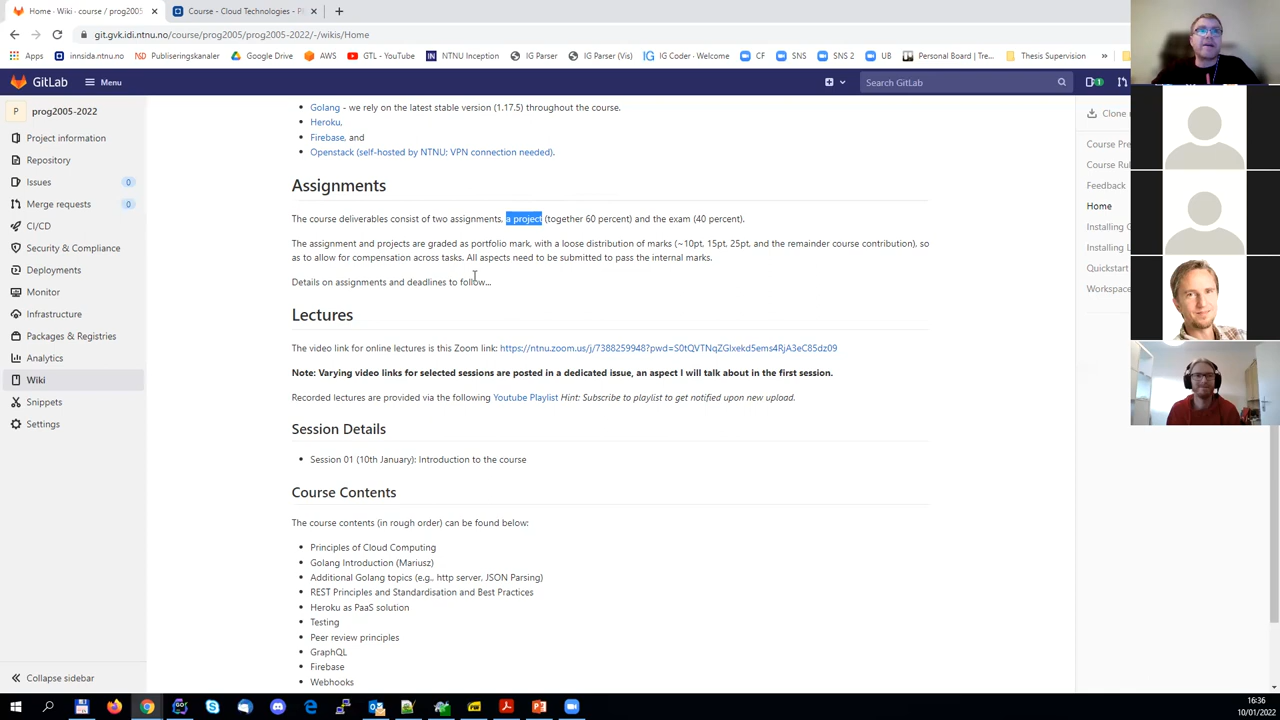 Home · Wiki · course / prog2005
Course - Cloud Technologies - P
git.gvk.idi.ntnu.no/course/prog2005/prog2005-2022/-/wikis/Home
Apps
innsida.ntnu.no
Publiseringskanaler
Google Drive
AWS
GTL - YouTube
NTNU Inception
IG Parser
IG Parser (Vis)
IG Coder · Welcome
CF
SNS
SNS 2
UB
Personal Board | Tre...
Thesis Supervision
»
GitLab
Menu
Search GitLab
1
P
prog2005-2022
Project information
Repository
Issues
0
Merge requests
0
CI/CD
Security & Compliance
Deployments
Monitor
Infrastructure
Packages & Registries
Analytics
Wiki
Snippets
Settings
Collapse sidebar
Golang - we rely on the latest stable version (1.17.5) throughout the course.
Heroku,
Firebase, and
Openstack (self-hosted by NTNU; VPN connection needed).
Assignments
The course deliverables consist of two assignments, a project (together 60 percent) and the exam (40 percent).
The assignment and projects are graded as portfolio mark, with a loose distribution of marks (~10pt, 15pt, 25pt, and the remainder course contribution), so
as to allow for compensation across tasks. All aspects need to be submitted to pass the internal marks.
Details on assignments and deadlines to follow...
Lectures
The video link for online lectures is this Zoom link: https://ntnu.zoom.us/j/7388259948?pwd=S0tQVTNqZGlxekd5ems4RjA3eC85dz09
Note: Varying video links for selected sessions are posted in a dedicated issue, an aspect I will talk about in the first session.
Recorded lectures are provided via the following Youtube Playlist Hint: Subscribe to playlist to get notified upon new upload.
Session Details
Session 01 (10th January): Introduction to the course
Course Contents
The course contents (in rough order) can be found below:
Principles of Cloud Computing
Golang Introduction (Mariusz)
Additional Golang topics (e.g., http server, JSON Parsing)
REST Principles and Standardisation and Best Practices
Heroku as PaaS solution
Testing
Peer review principles
GraphQL
Firebase
Webhooks
Clone
Course Pre
Course Ru
Feedback
Home
Installing
Installing L
Quickstart
Workspace
16:36
10/01/2022